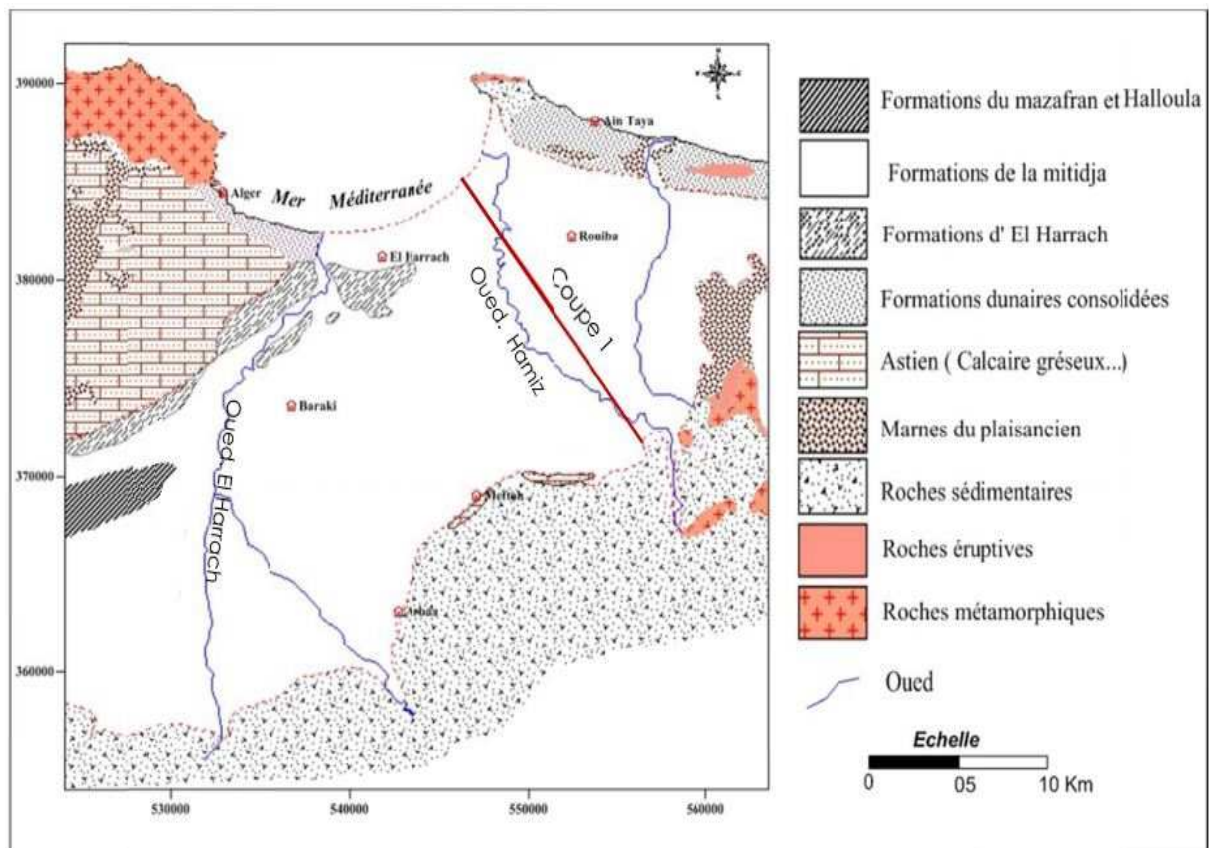 390000
380000
370000
360000
530000
540000
550000
560000
Ain Taya
Alger
Mer Méditerranée
Rouiba
El Harrach
Oued. Hamiz
Coupe 1
Baraki
Oued. El Harrach
Meftah
Formations du mazafran et Halloula
Formations de la mitidja
Formations d' El Harrach
Formations dunaires consolidées
Astien ( Calcaire gréseux...)
Marnes du plaisancien
Roches sédimentaires
Roches éruptives
Roches métamorphiques
Oued
Echelle
0 05 10 Km